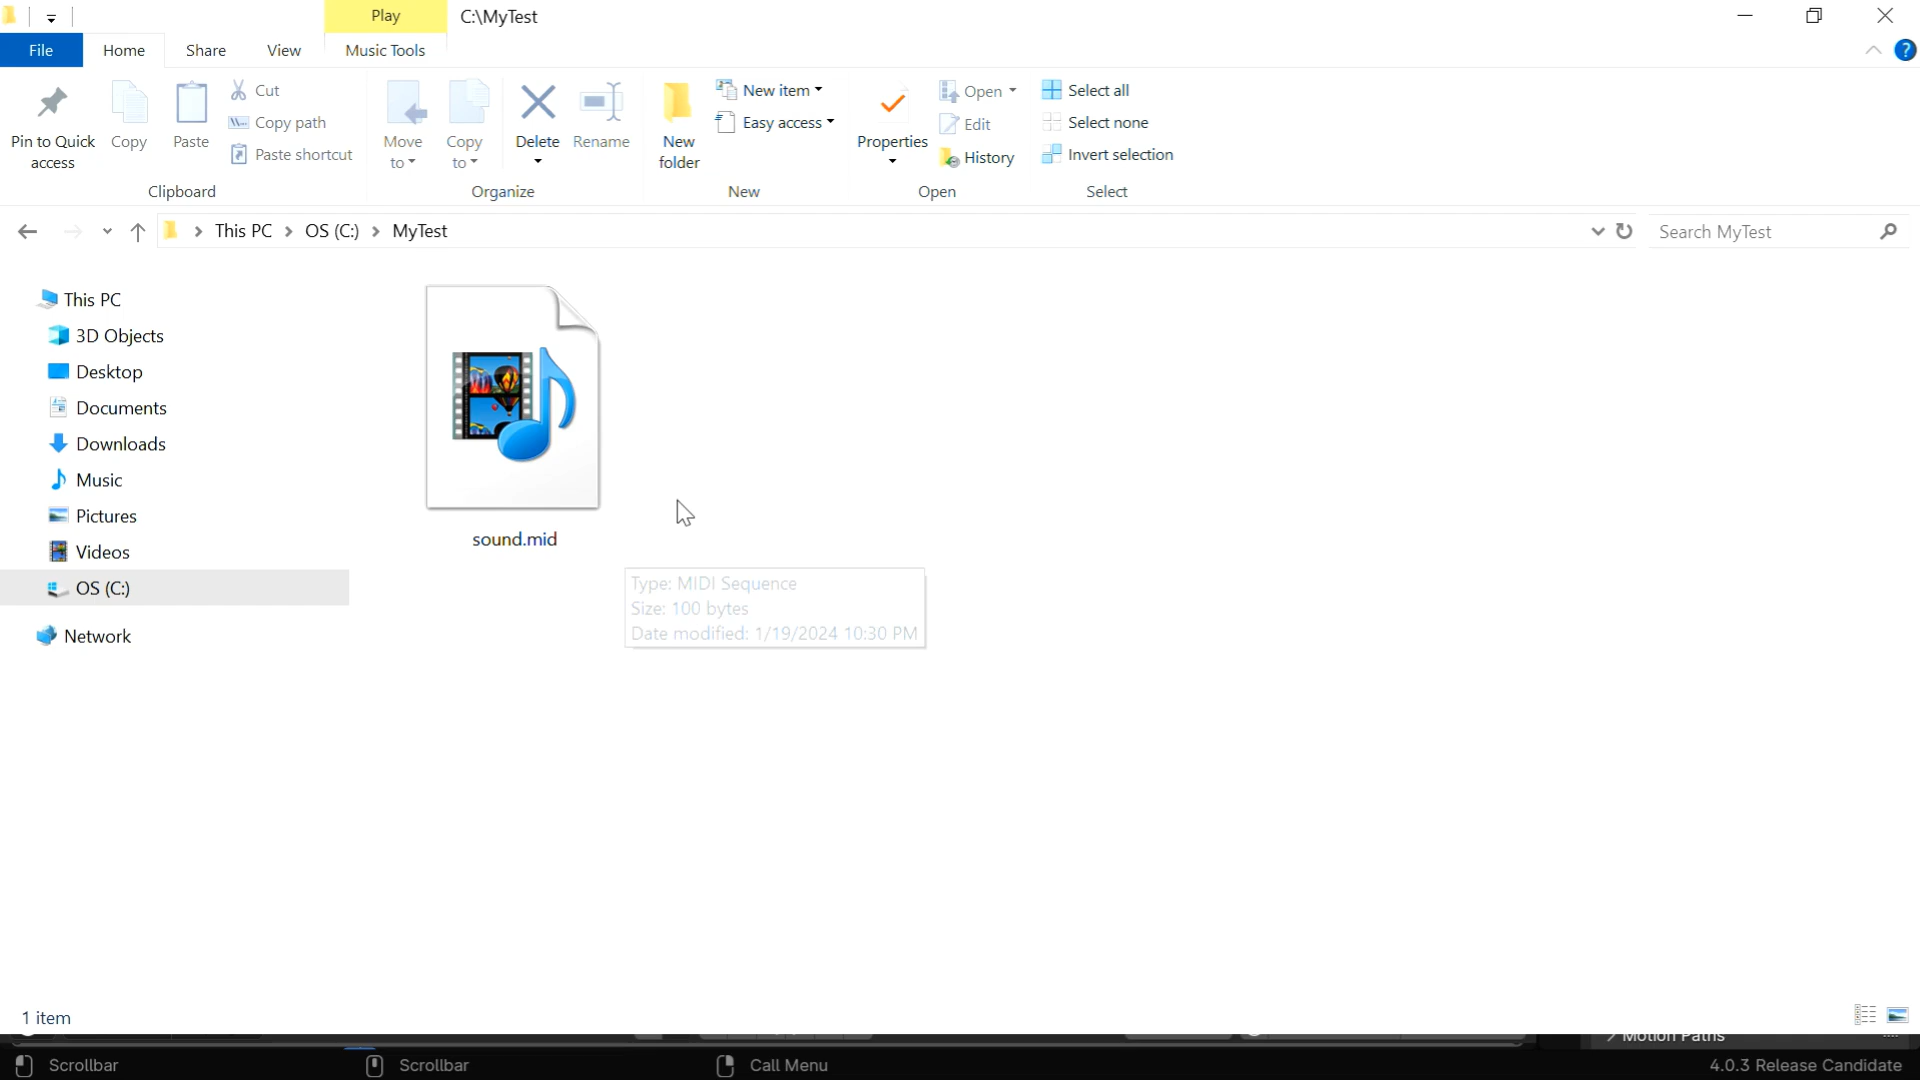 Play
C:\MyTest
File
Home
Share
View
Music Tools
Pin to Quick access
Copy
Paste
Cut
Copy path
Paste shortcut
Move to
Copy to
Delete
Rename
New folder
New item
Easy access
Properties
Open
Edit
History
Select all
Select none
Invert selection
Clipboard
Organize
New
Open
Select
This PC
OS (C:)
MyTest
Search MyTest
This PC
3D Objects
Desktop
Documents
Downloads
Music
Pictures
Videos
OS (C:)
Network
sound.mid
Type: MIDI Sequence
Size: 100 bytes
Date modified: 1/19/2024 10:30 PM
1 item
Motion Paths
Scrollbar
Scrollbar
Call Menu
4.0.3 Release Candidate